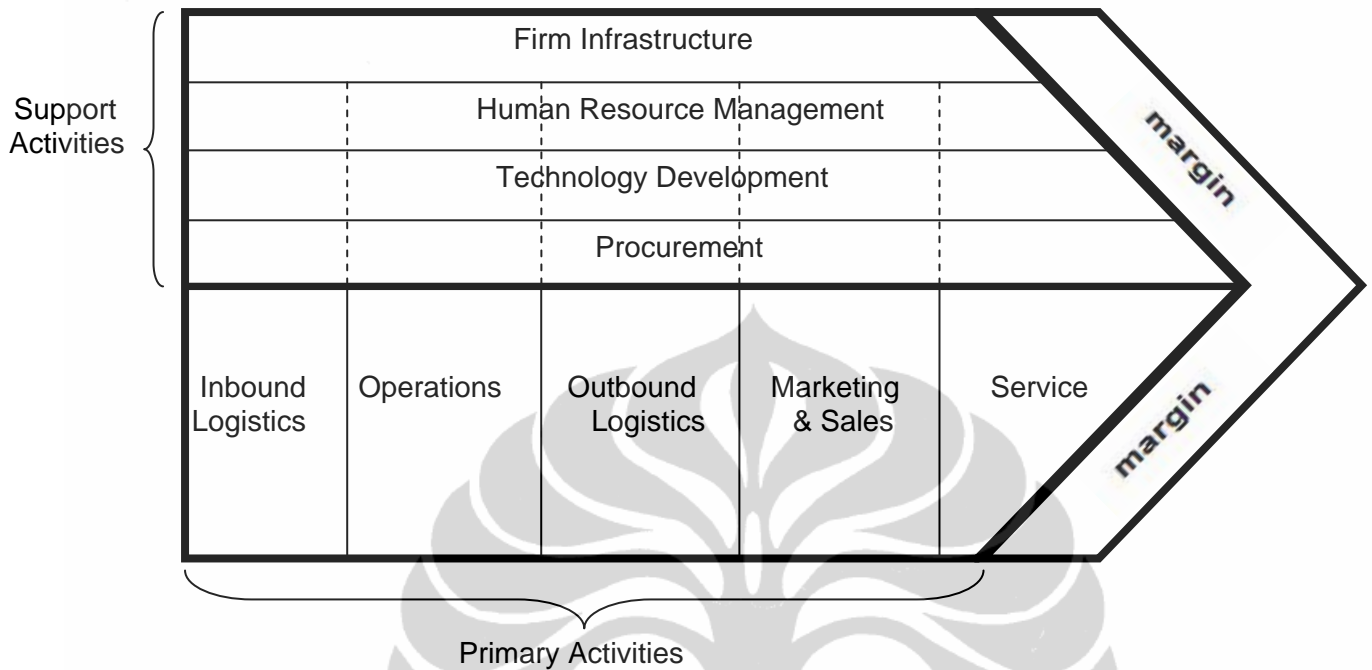 Firm Infrastructure
Support
Activities
Human Resource Management
Technology Development
Procurement
margin
Inbound
Logistics
Operations
Outbound
Logistics
Marketing
& Sales
Service
margin
Primary Activities